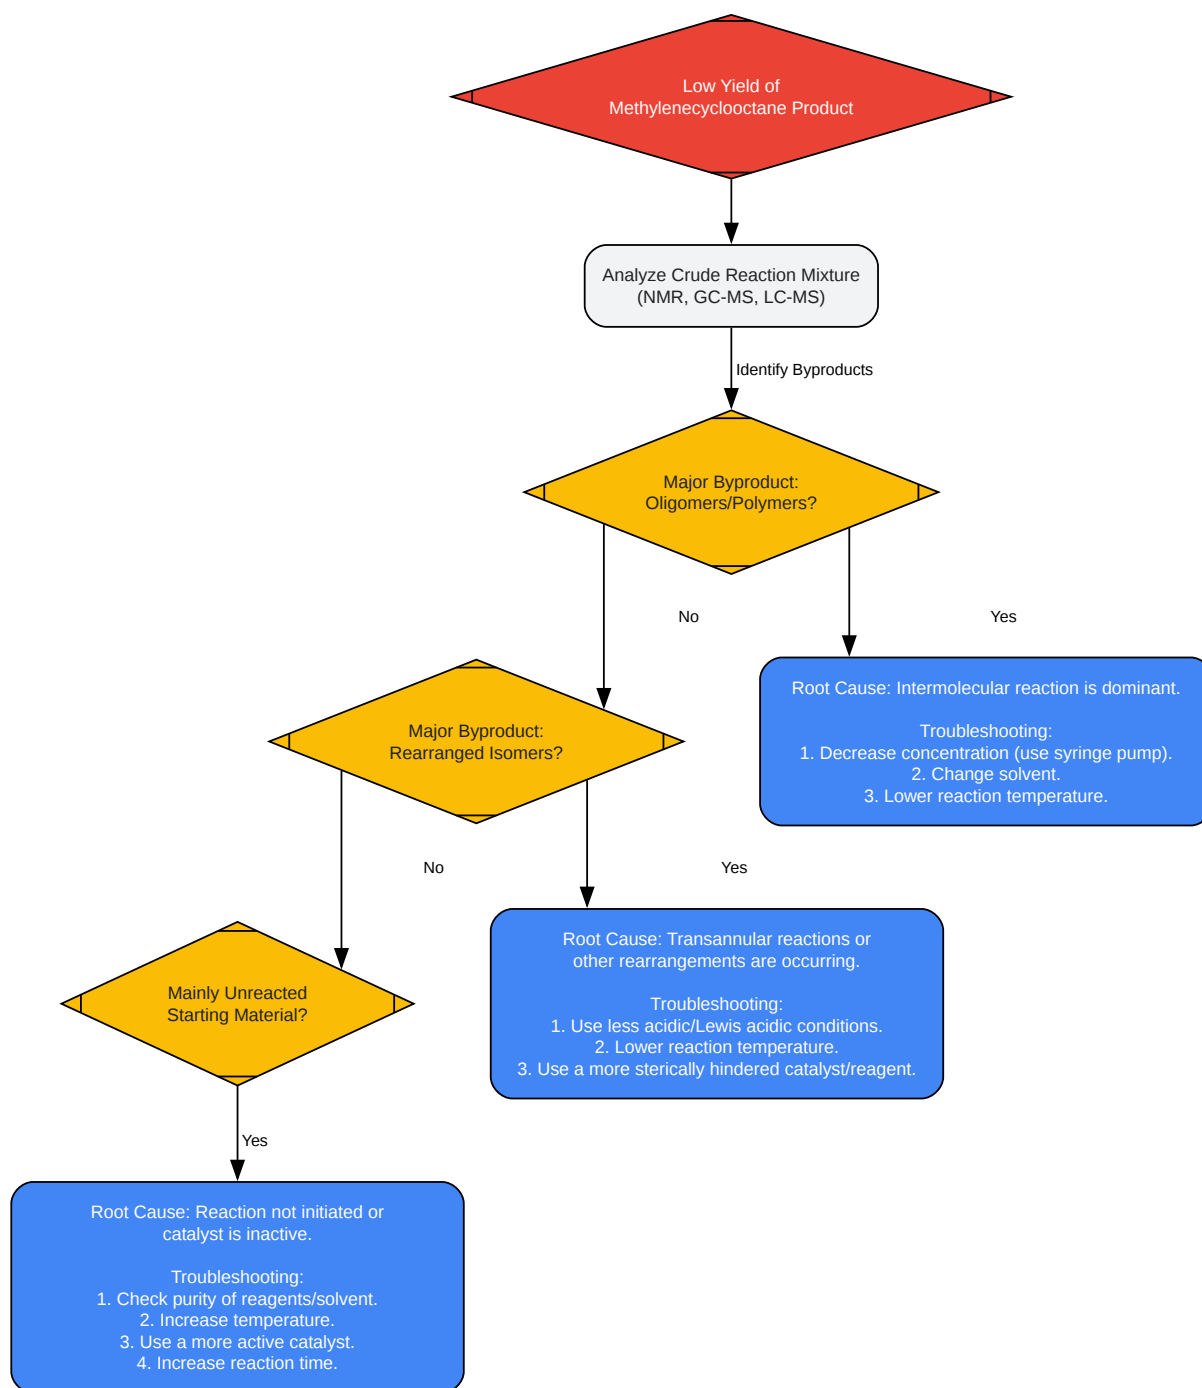 Low Yield of
Methylenecyclooctane Product
Analyze Crude Reaction Mixture
(NMR, GC-MS, LC-MS)
Identify Byproducts
Major Byproduct:
Oligomers/Polymers?
No
Yes
Root Cause: Intermolecular reaction is dominant.
Troubleshooting:
1. Decrease concentration (use syringe pump).
2. Change solvent.
3. Lower reaction temperature.
Major Byproduct:
Rearranged Isomers?
No
Yes
Root Cause: Transannular reactions or
other rearrangements are occurring.
Troubleshooting:
1. Use less acidic/Lewis acidic conditions.
2. Lower reaction temperature.
3. Use a more sterically hindered catalyst/reagent.
Mainly Unreacted
Starting Material?
Yes
Root Cause: Reaction not initiated or
catalyst is inactive.
Troubleshooting:
1. Check purity of reagents/solvent.
2. Increase temperature.
3. Use a more active catalyst.
4. Increase reaction time.